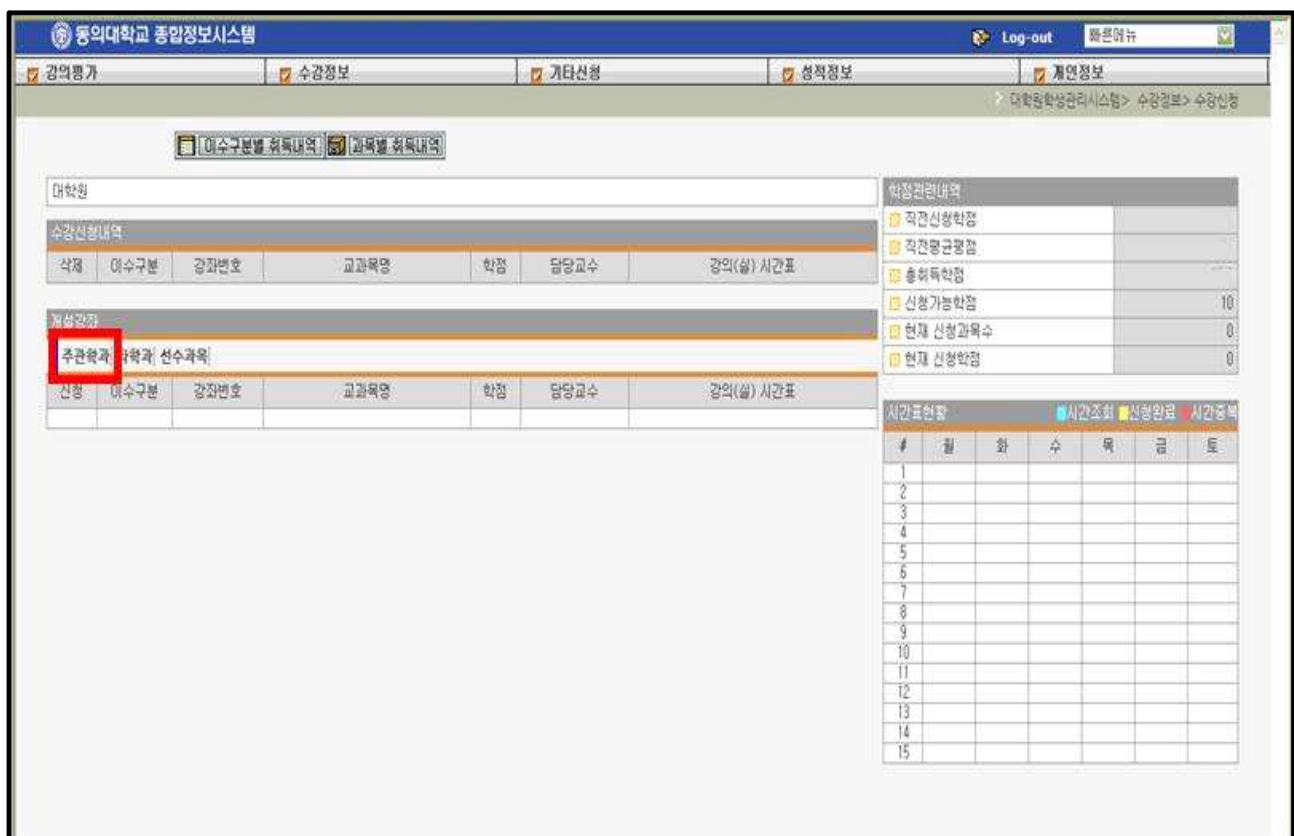 동의대학교 종합정보시스템 Log-out 빠른메뉴
강의평가 수강정보 기타신청 성적정보 개인정보
대학원학생관리시스템> 수강정보> 수강신청
이수구분별 취득내역 과목별 취득내역
대학원
수강신청내역
삭제 이수구분 강좌번호 교과목명 학점 담당교수 강의(실) 시간표
개설강좌
주관학과 타학과 선수과목
신청 이수구분 강좌번호 교과목명 학점 담당교수 강의(실) 시간표
학점관련내역
직전신청학점
직전평균평점
총취득학점
신청가능학점 10
현재 신청과목수 0
현재 신청학점 0
시간표현황 시간조회 신청완료 시간중복
# 월 화 수 목 금 토
1
2
3
4
5
6
7
8
9
10
11
12
13
14
15